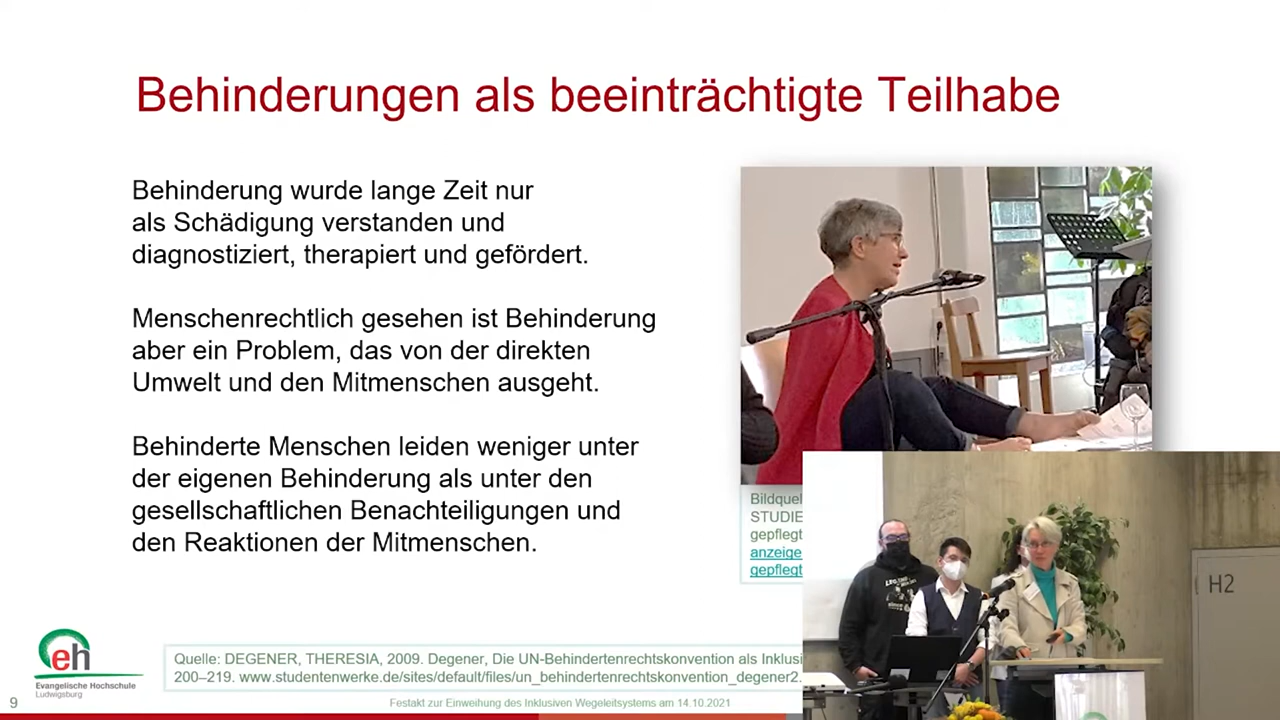 Behinderungen als beeinträchtigte Teilhabe
Behinderung wurde lange Zeit nur
als Schädigung verstanden und
diagnostiziert, therapiert und gefördert.
Menschenrechtlich gesehen ist Behinderung
aber ein Problem, das von der direkten
Umwelt und den Mitmenschen ausgeht.
Behinderte Menschen leiden weniger unter
der eigenen Behinderung als unter den
gesellschaftlichen Benachteiligungen und
den Reaktionen der Mitmenschen.
Bildquel
STUDIE
gepflegt
anzeige
gepflegt
H2
eh
Evangelische Hochschule
Ludwigsburg
Quelle: DEGENER, THERESIA, 2009. Degener, Die UN-Behindertenrechtskonvention als Inklusi
200–219. www.studentenwerke.de/sites/default/files/un_behindertenrechtskonvention_degener2.
9
Festakt zur Einweihung des Inklusiven Wegeleitsystems am 14.10.2021